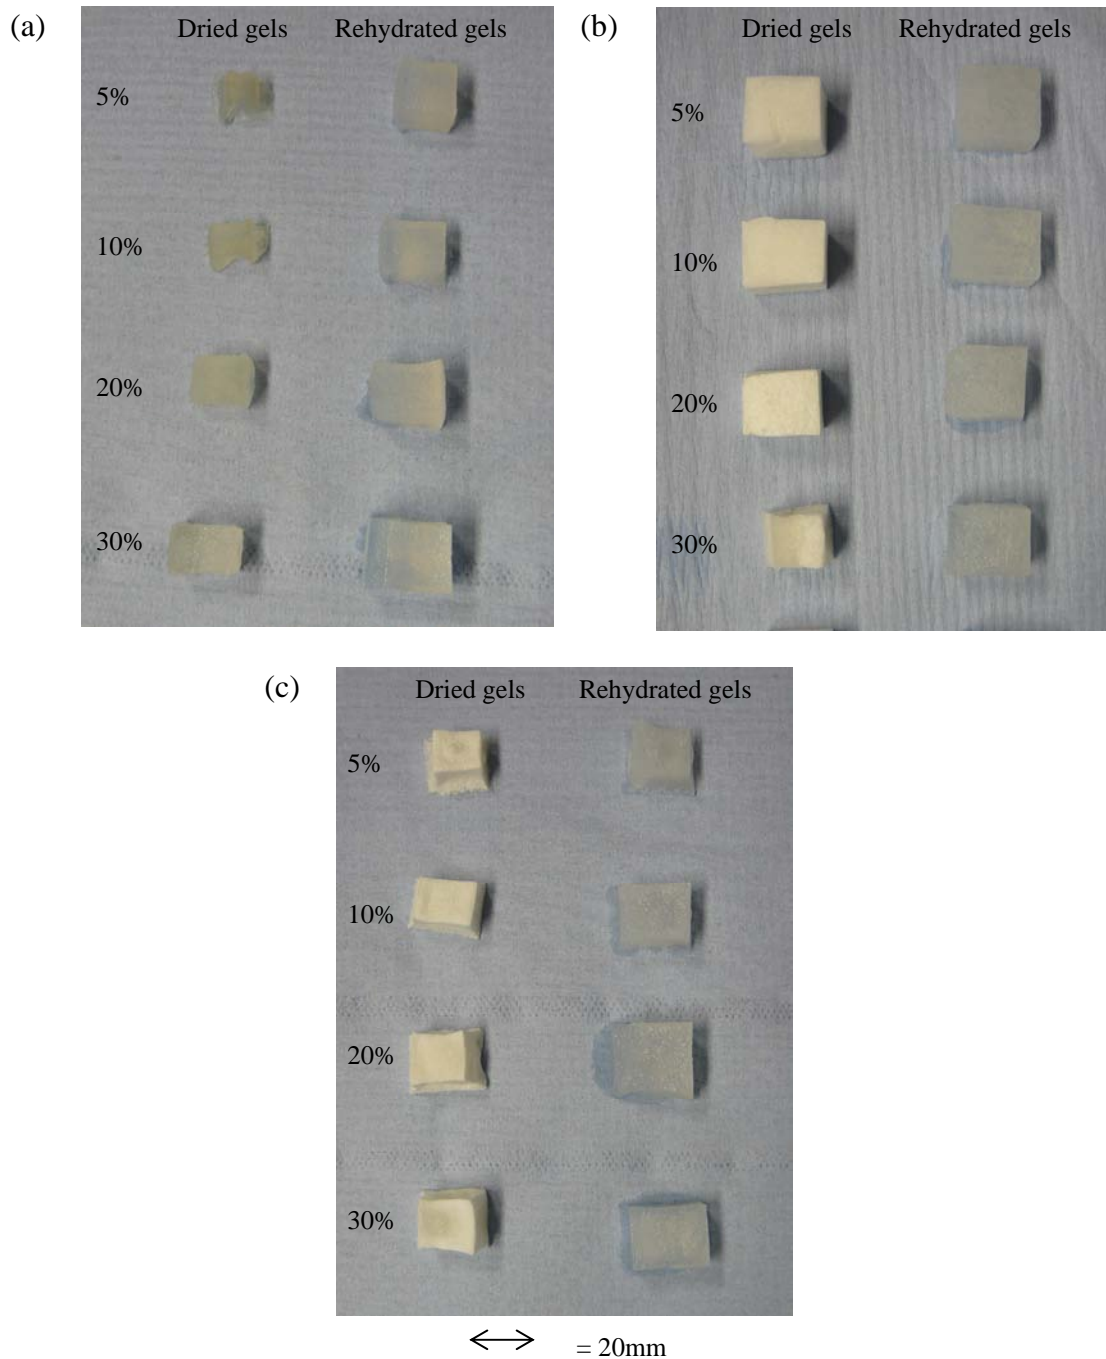 (a)
Dried gels Rehydrated gels
5%
10%
20%
30%
(b)
Dried gels Rehydrated gels
5%
10%
20%
30%
(c)
Dried gels Rehydrated gels
5%
10%
20%
30%
= 20mm